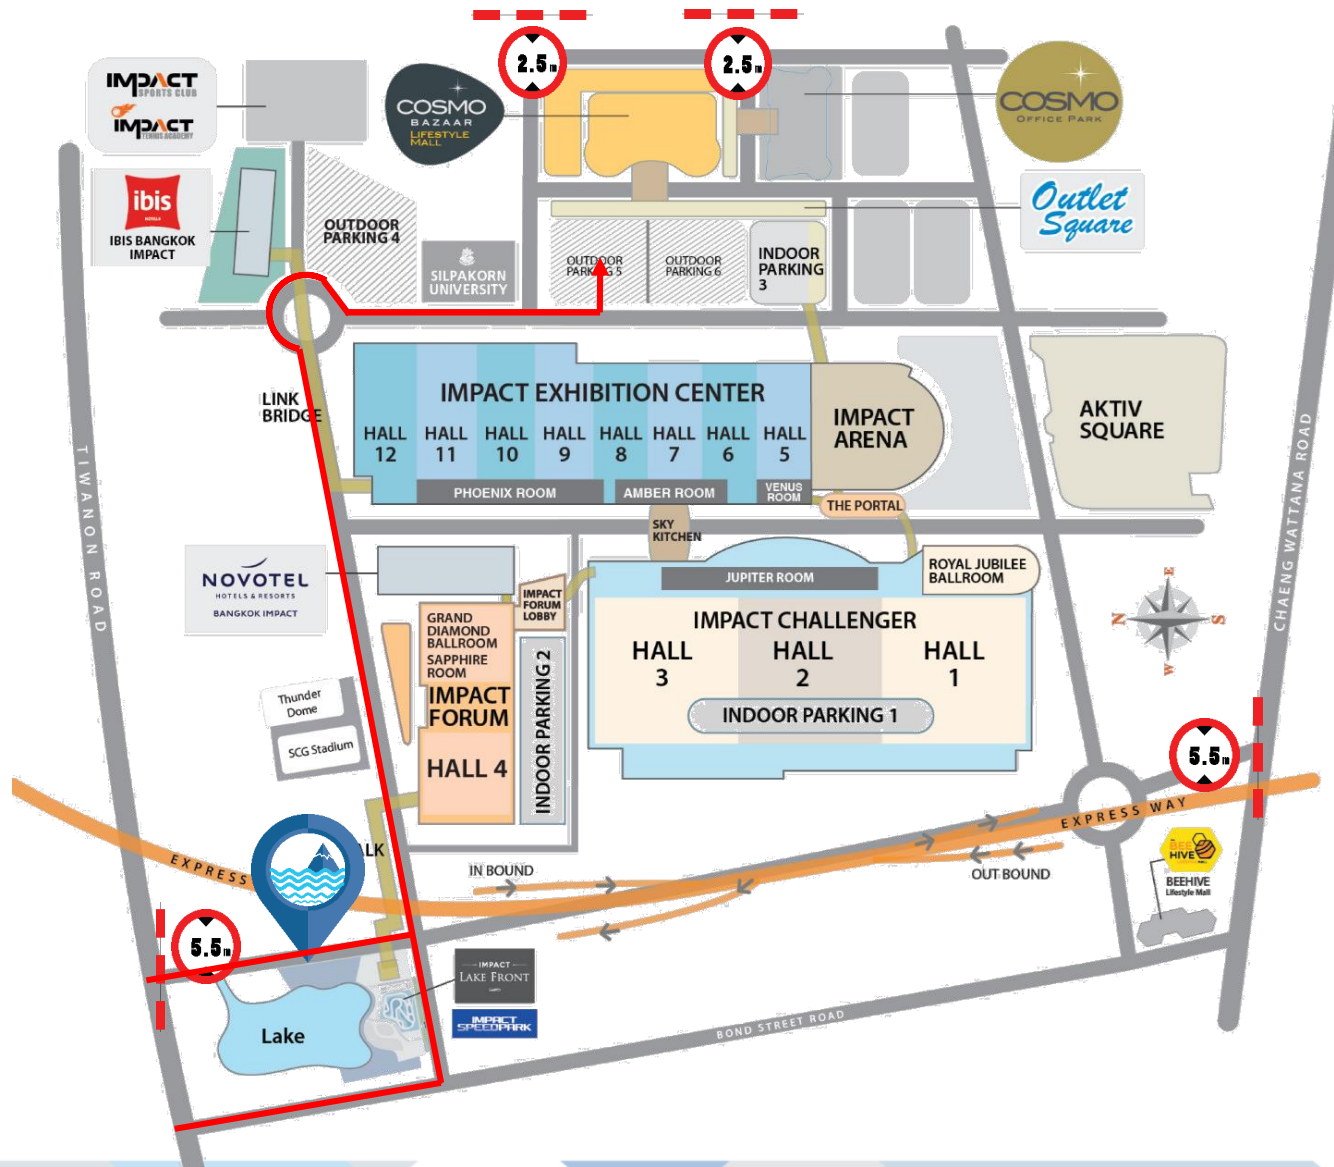 2.5m
2.5m
IMPACT
SPORTS CLUB
IMPACT
TENNIS ACADEMY
COSMO
BAZAAR
LIFESTYLE
MALL
COSMO
OFFICE PARK
ibis
HOTELS
IBIS BANGKOK
IMPACT
OUTDOOR
PARKING 4
SILPAKORN
UNIVERSITY
OUTDOOR
PARKING 5
OUTDOOR
PARKING 6
INDOOR
PARKING
3
Outlet
Square
LINK
BRIDGE
IMPACT EXHIBITION CENTER
HALL
12
HALL
11
HALL
10
HALL
9
HALL
8
HALL
7
HALL
6
HALL
5
PHOENIX ROOM
AMBER ROOM
VENUS
ROOM
IMPACT
ARENA
AKTIV
SQUARE
TIWANON ROAD
CHAENG WATTANA ROAD
THE PORTAL
SKY
KITCHEN
NOVOTEL
HOTELS & RESORTS
BANGKOK IMPACT
IMPACT
FORUM
LOBBY
GRAND
DIAMOND
BALLROOM
SAPPHIRE
ROOM
IMPACT
FORUM
HALL 4
INDOOR PARKING 2
JUPITER ROOM
ROYAL JUBILEE
BALLROOM
IMPACT CHALLENGER
HALL
3
HALL
2
HALL
1
INDOOR PARKING 1
N
E
S
W
Thunder
Dome
SCG Stadium
5.5m
EXPRESS WAY
EXPRESS
ALK
IN BOUND
OUT BOUND
BEE
HIVE
BEEHIVE
Lifestyle Mall
5.5m
IMPACT
LAKE FRONT
IMPACT
SPEEDPARK
Lake
BOND STREET ROAD